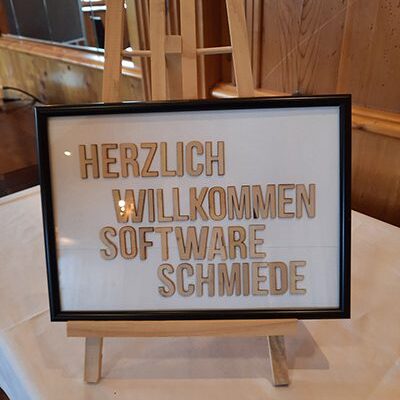 HERZLICH
WILLKOMMEN
SOFTWARE
SCHMIEDE